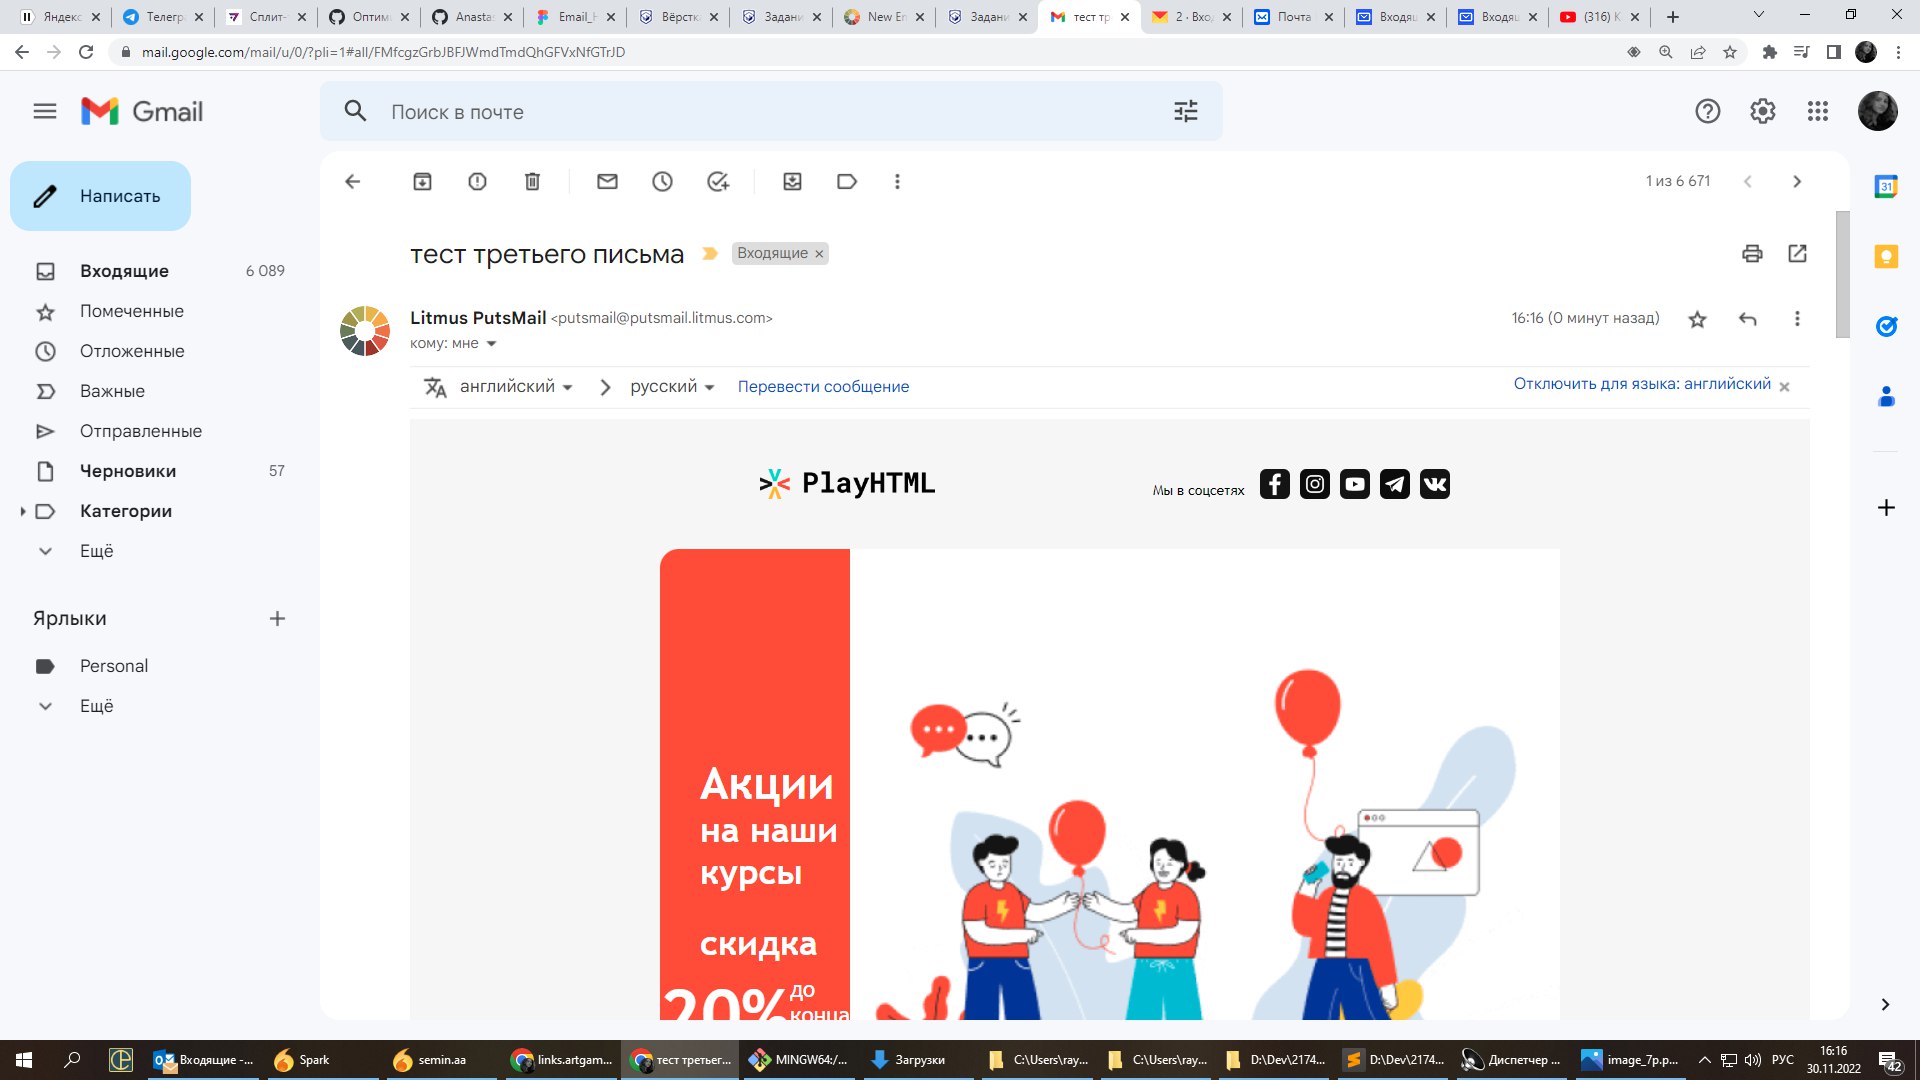 Яндекс
Телегра
Сплит-
Оптим
Anasta
Email_H
Вёрстка
Задани
New Em
Задани
тест тр
2 · Вхо
Почта
Входящ
Входящ
(316) К
mail.google.com/mail/u/0/?pli=1#all/FMfcgzGrbJBFJWmdTmdQhGFVxNfGTrJD
Gmail
Поиск в почте
Написать
1 из 6 671
тест третьего письма
Входящие ×
Входящие 6 089
Помеченные
Отложенные
Важные
Отправленные
Черновики 57
Категории
Ещё
Ярлыки
Personal
Ещё
Litmus PutsMail <putsmail@putsmail.litmus.com>
16:16 (0 минут назад)
кому: мне
английский
русский
Перевести сообщение
Отключить для языка: английский ×
PlayHTML
Мы в соцсетях
Акции
на наши
курсы
скидка
20% до
конца
31
Входящие -...
Spark
semin.aa
links.artgam...
тест третьег...
MINGW64:/...
Загрузки
C:\Users\ray...
C:\Users\ray...
D:\Dev\2174...
D:\Dev\2174...
Диспетчер ...
image_7p.p...
РУС
16:16
30.11.2022
42